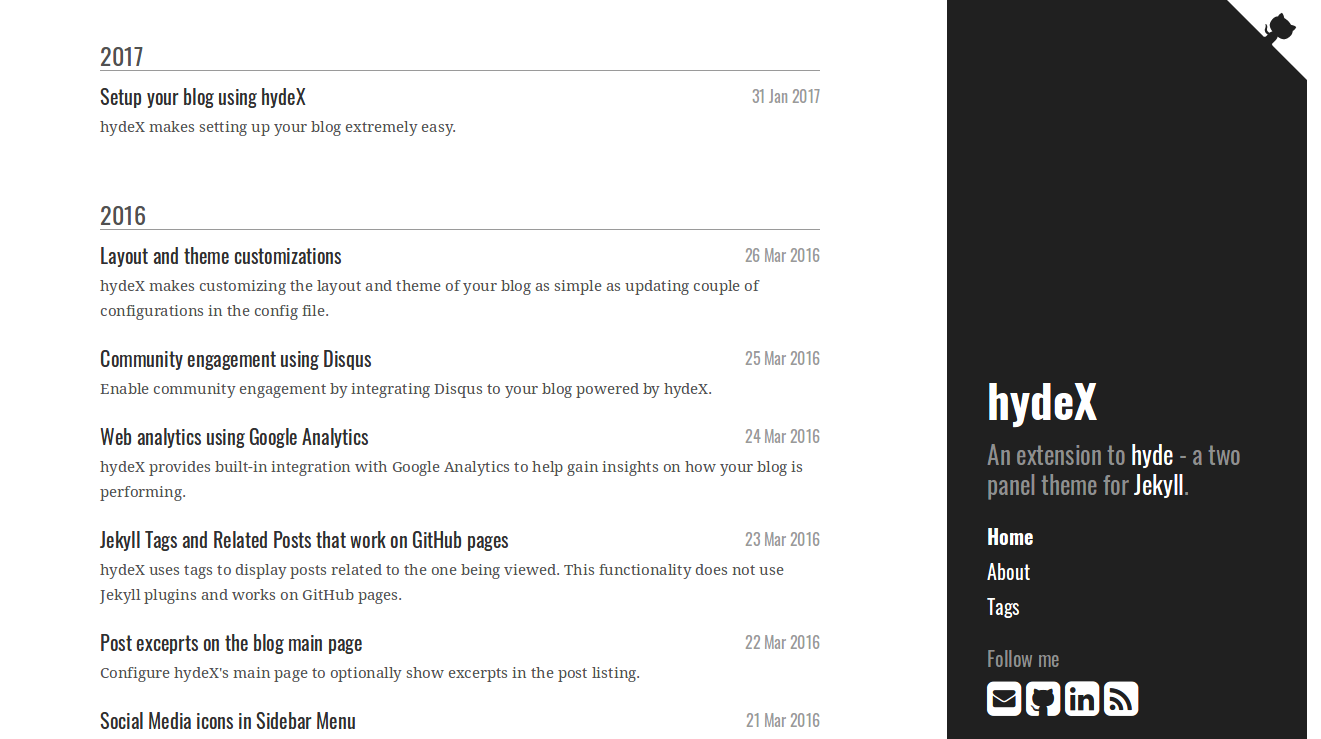 2017
Setup your blog using hydeX
31 Jan 2017
hydeX makes setting up your blog extremely easy.
2016
Layout and theme customizations
26 Mar 2016
hydeX makes customizing the layout and theme of your blog as simple as updating couple of
configurations in the config file.
Community engagement using Disqus
25 Mar 2016
Enable community engagement by integrating Disqus to your blog powered by hydeX.
Web analytics using Google Analytics
24 Mar 2016
hydeX provides built-in integration with Google Analytics to help gain insights on how your blog is
performing.
Jekyll Tags and Related Posts that work on GitHub pages
23 Mar 2016
hydeX uses tags to display posts related to the one being viewed. This functionality does not use
Jekyll plugins and works on GitHub pages.
Post exceprts on the blog main page
22 Mar 2016
Configure hydeX's main page to optionally show excerpts in the post listing.
Social Media icons in Sidebar Menu
21 Mar 2016
hydeX
An extension to hyde - a two
panel theme for Jekyll.
Home
About
Tags
Follow me
in